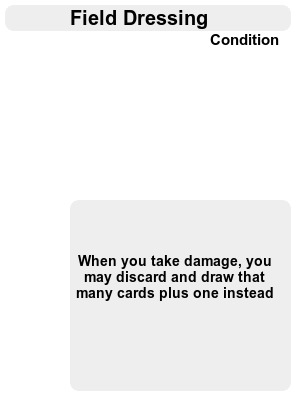 Field Dressing
Condition
When you take damage, you
may discard and draw that
many cards plus one instead